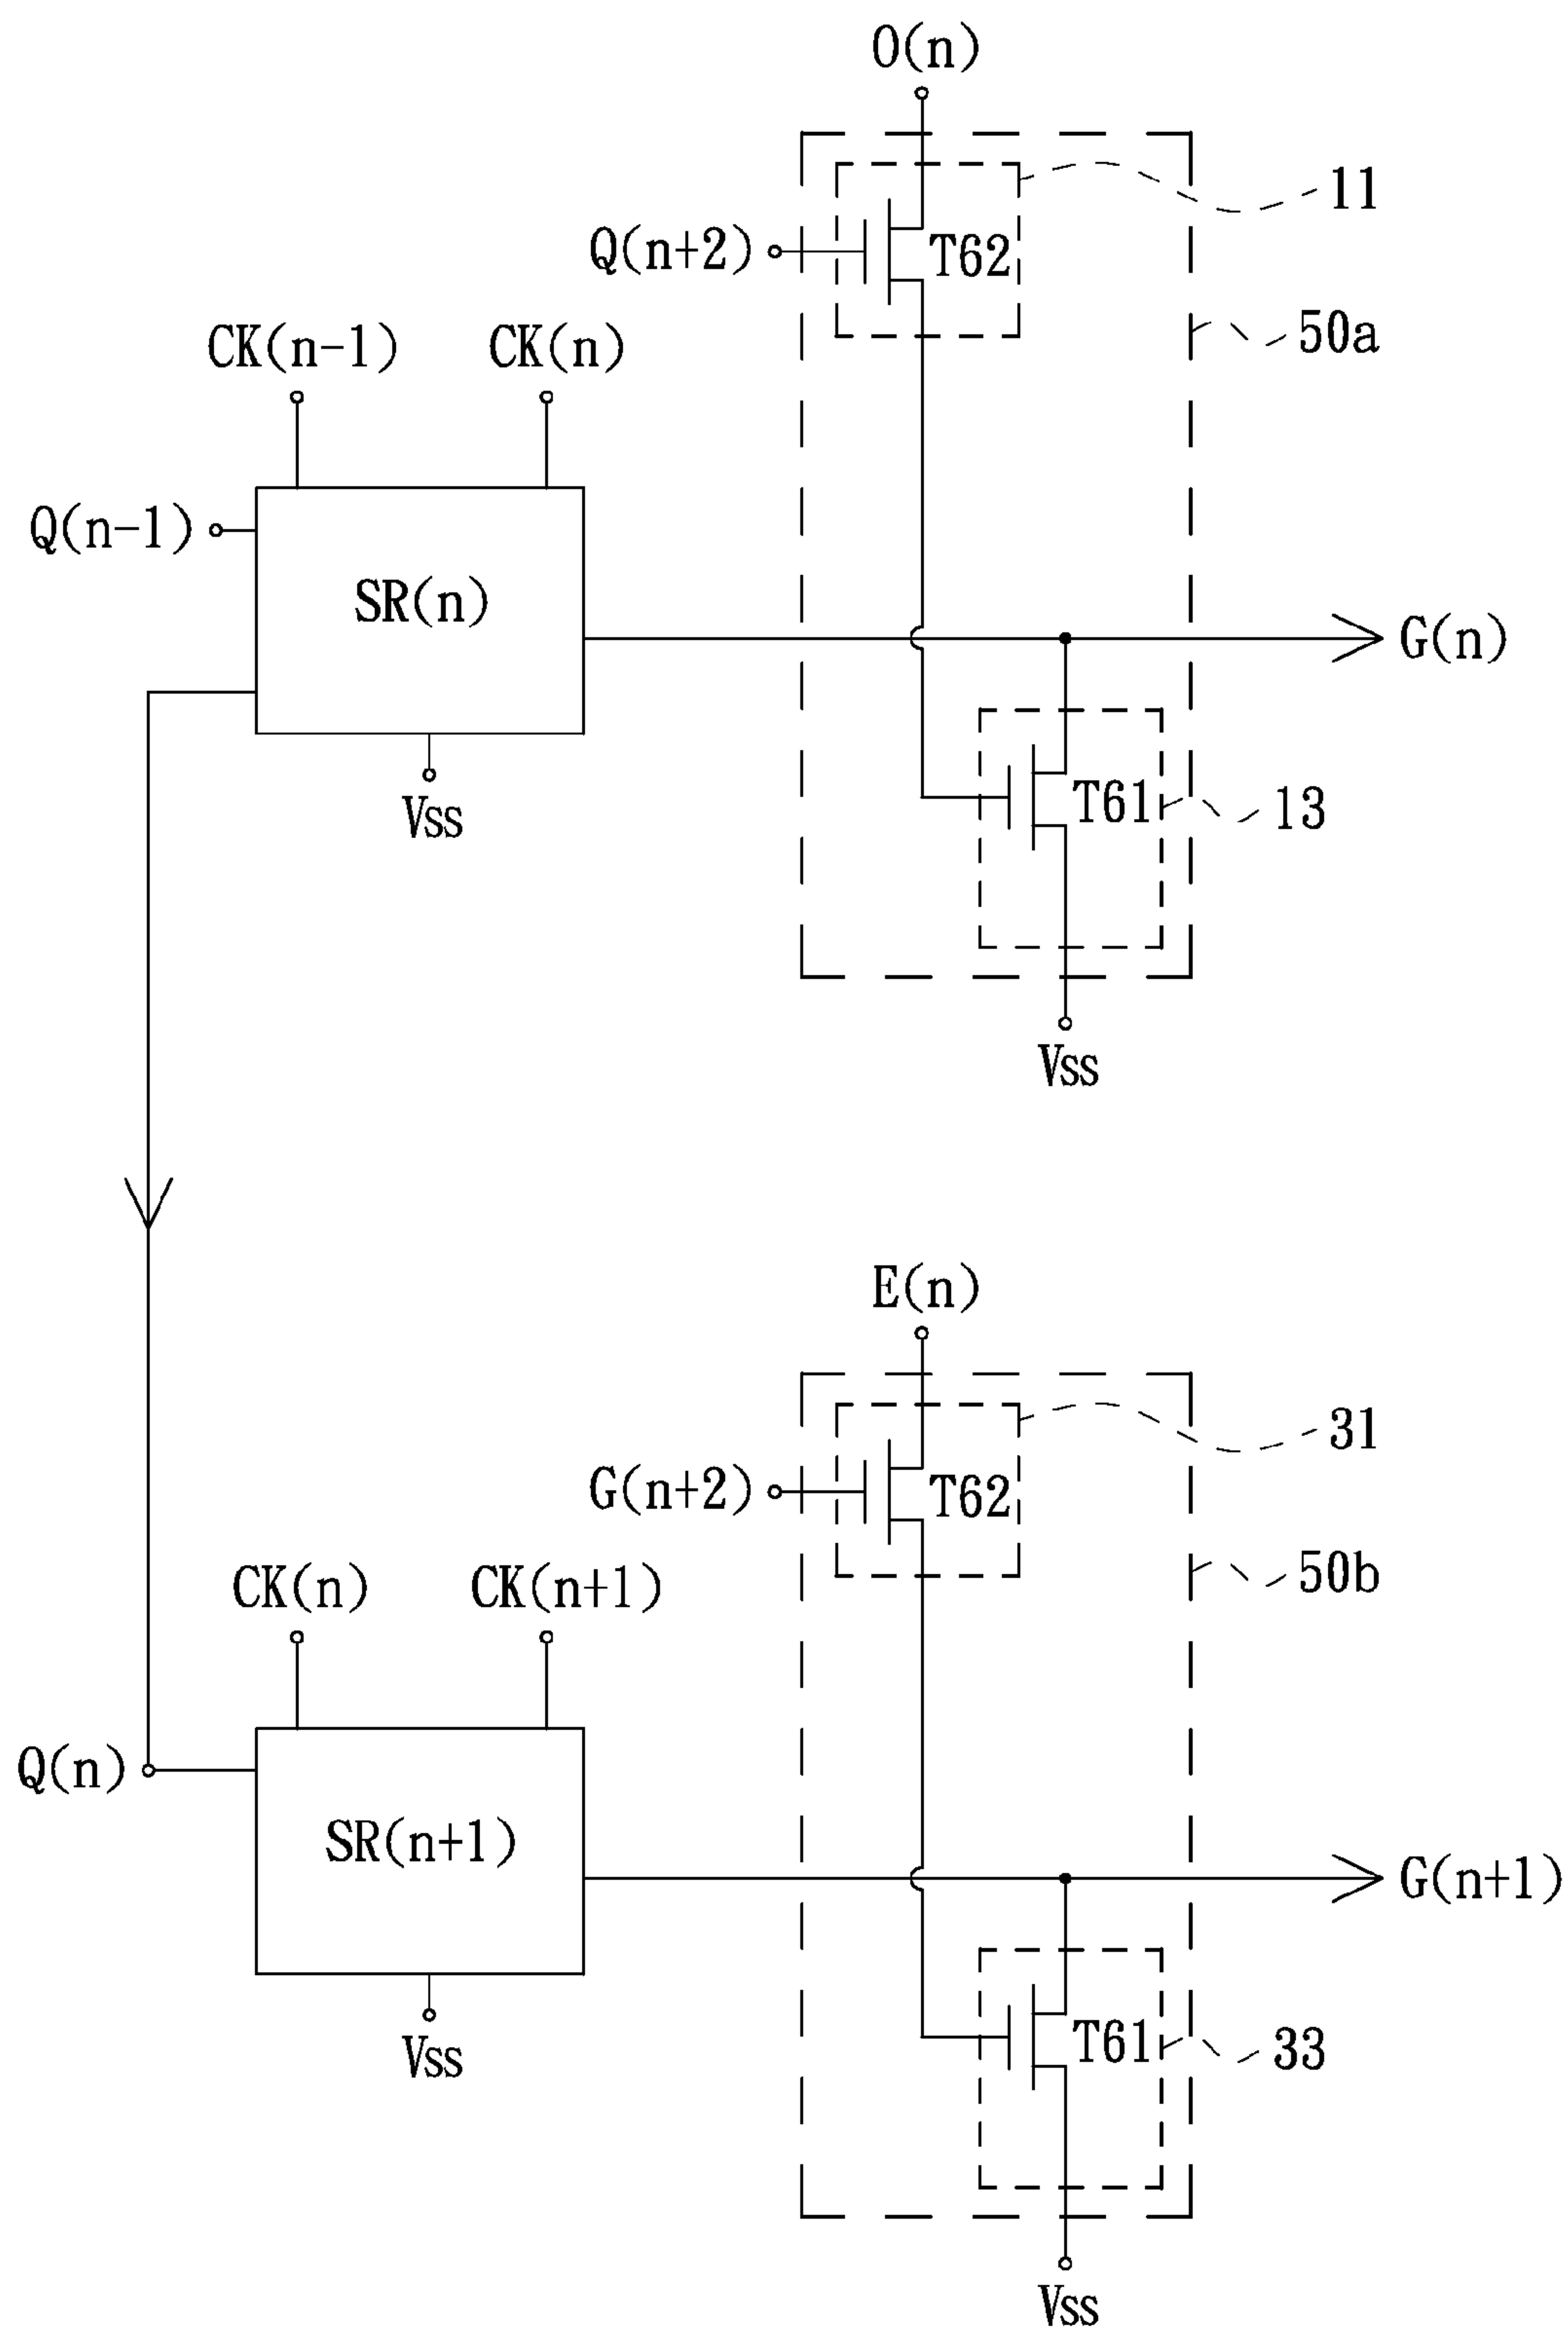 O(n)
11
Q(n+2)
T62
50a
CK(n-1)
CK(n)
Q(n-1)
SR(n)
G(n)
T61
13
Vss
Vss
E(n)
31
G(n+2)
T62
50b
CK(n)
CK(n+1)
Q(n)
SR(n+1)
G(n+1)
T61
33
Vss
Vss